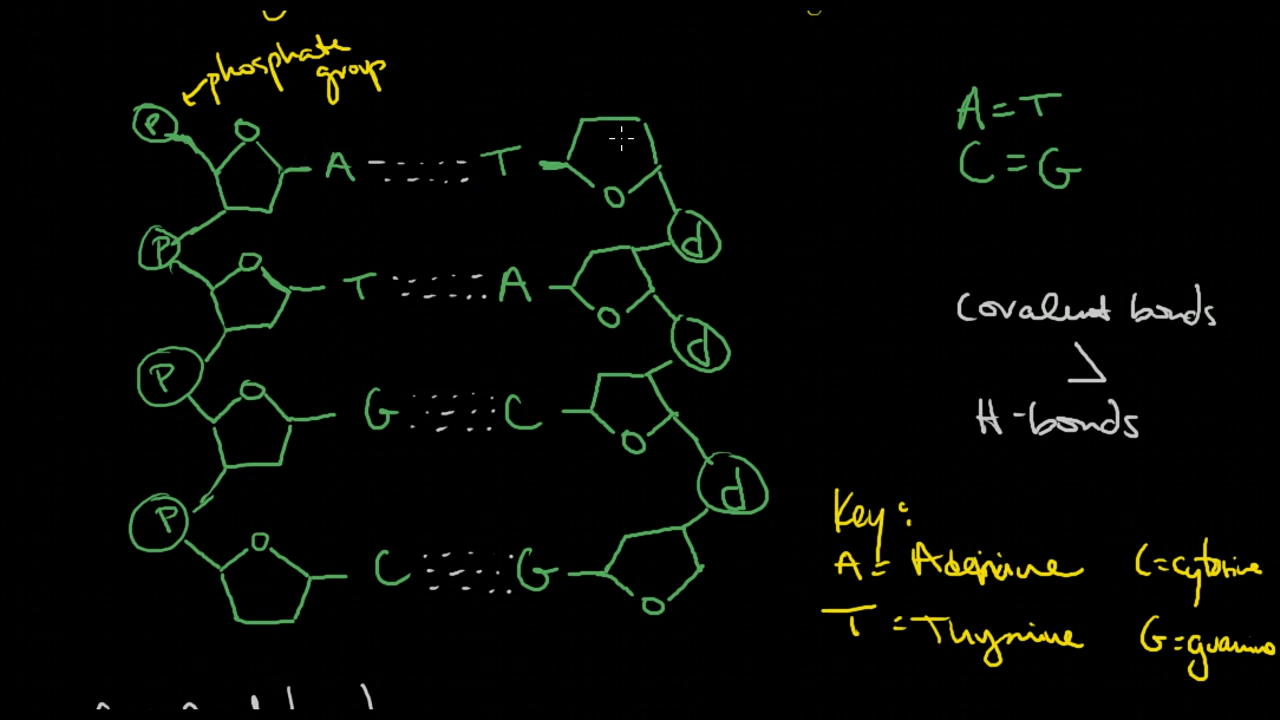 phosphate
group
P
O
A T
O
d
P
O
T A
O
d
P
O
G C
O
d
P
O
C G
O
A=T
C=G
Covalent bonds
>
H-bonds
Key:
A= Adenine C=cytosine
T =Thymine G=guanine